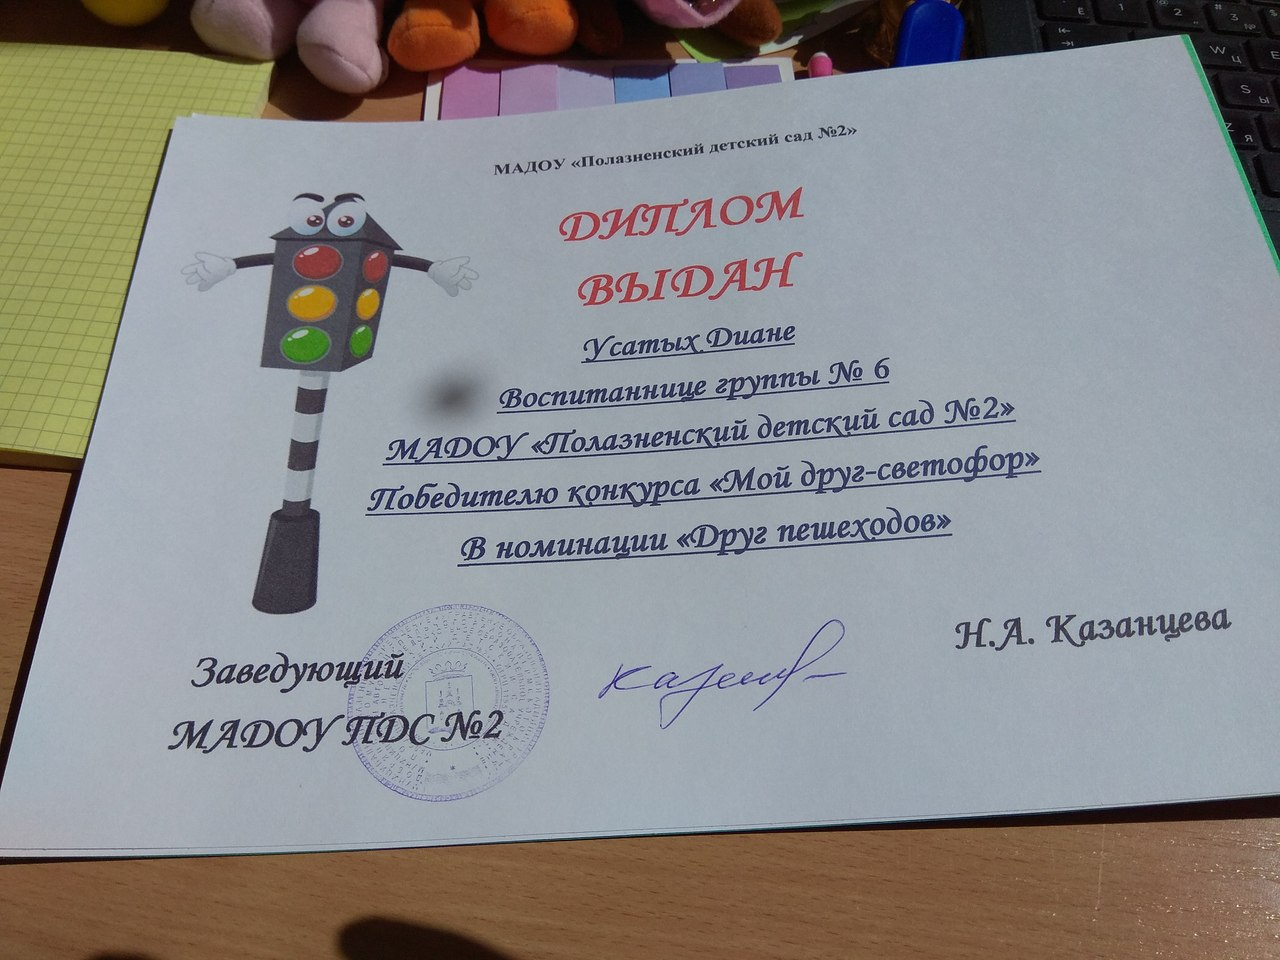 МАДОУ «Полазненский детский сад №2»
ДИПЛОМ
ВЫДАН
Усатых Диане
Воспитаннице группы № 6
МАДОУ «Полазненский детский сад №2»
Победителю конкурса «Мой друг-светофор»
В номинации «Друг пешеходов»
Заведующий
МАДОУ ПДС №2
Н.А. Казанцева